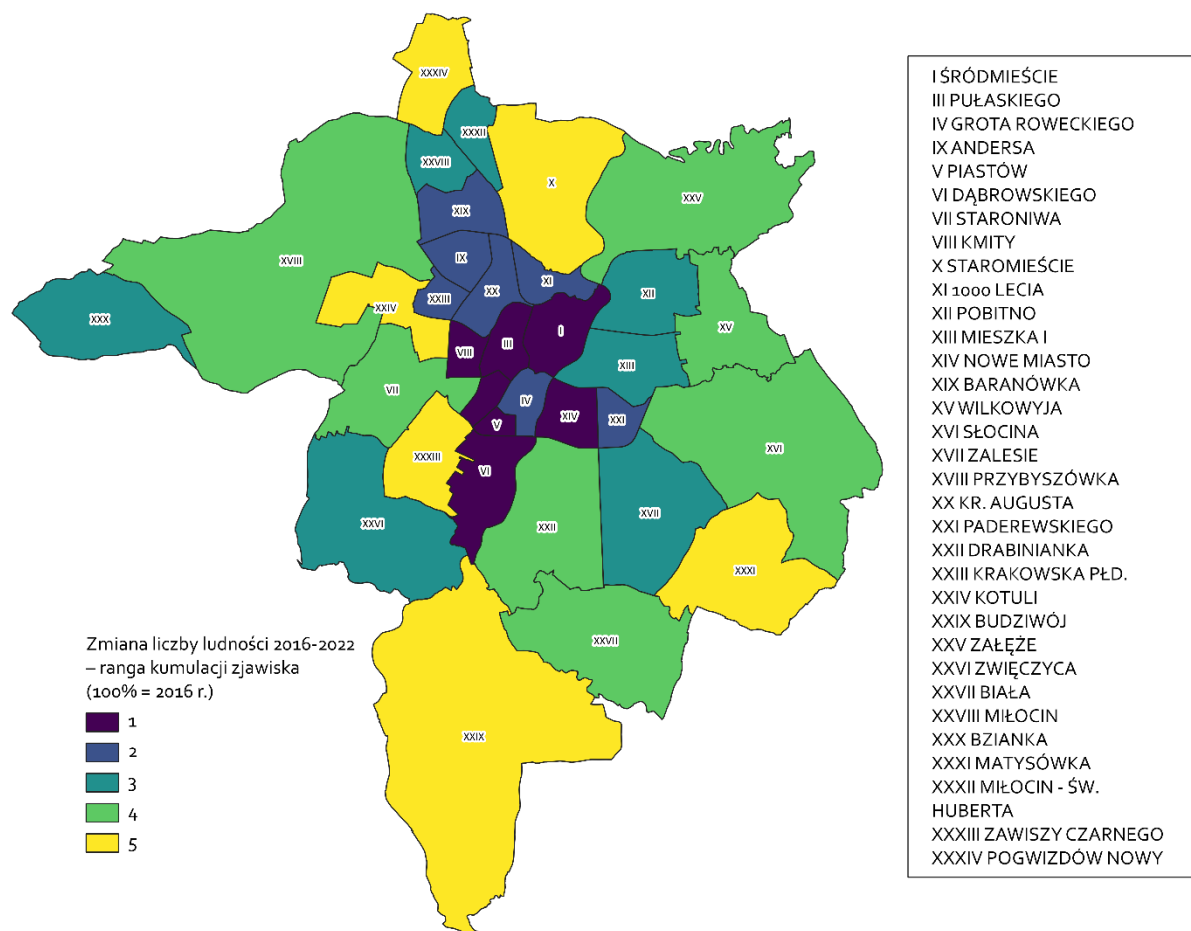 XXXIV
XXXII
XXVIII
X
XXV
XIX
IX
XVIII
XX
XI
XII
XXIII
XXIV
XXX
I
XV
III
VIII
XIII
VII
IV
XIV
XXI
V
XVI
XXXIII
VI
XXII
XVII
XXVI
XXXI
XXVII
XXIX
Zmiana liczby ludności 2016-2022
– ranga kumulacji zjawiska
(100% = 2016 r.)
1
2
3
4
5
I ŚRÓDMIEŚCIE
III PUŁASKIEGO
IV GROTA ROWECKIEGO
IX ANDERSA
V PIASTÓW
VI DĄBROWSKIEGO
VII STARONIWA
VIII KMITY
X STAROMIEŚCIE
XI 1000 LECIA
XII POBITNO
XIII MIESZKA I
XIV NOWE MIASTO
XIX BARANÓWKA
XV WILKOWYJA
XVI SŁOCINA
XVII ZALESIE
XVIII PRZYBYSZÓWKA
XX KR. AUGUSTA
XXI PADEREWSKIEGO
XXII DRABINIANKA
XXIII KRAKOWSKA PŁD.
XXIV KOTULI
XXIX BUDZIWÓJ
XXV ZAŁĘŻE
XXVI ZWIĘCZYCA
XXVII BIAŁA
XXVIII MIŁOCIN
XXX BZIANKA
XXXI MATYSÓWKA
XXXII MIŁOCIN - ŚW.
HUBERTA
XXXIII ZAWISZY CZARNEGO
XXXIV POGWIZDÓW NOWY